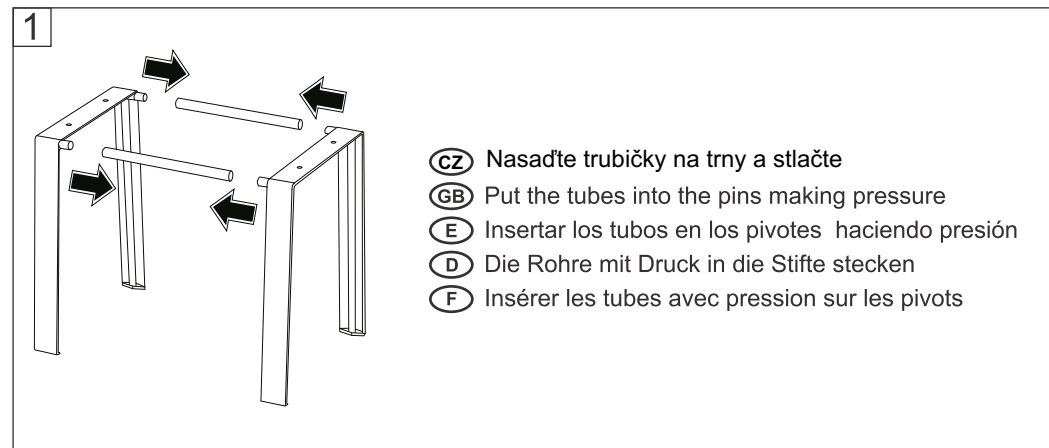 1
CZ Nasaďte trubičky na trny a stlačte
GB Put the tubes into the pins making pressure
E Insertar los tubos en los pivotes haciendo presión
D Die Rohre mit Druck in die Stifte stecken
F Insérer les tubes avec pression sur les pivots